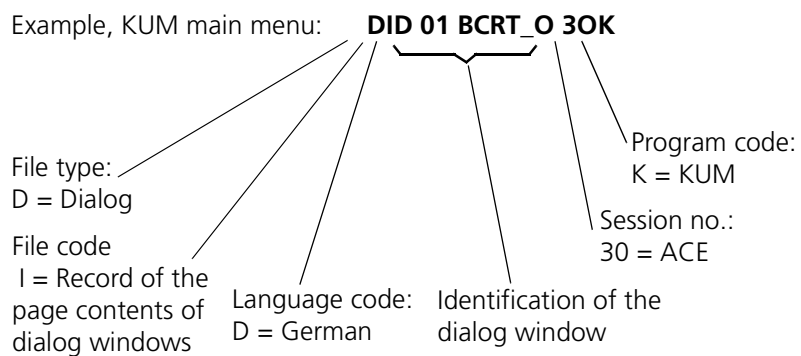 Example, KUM main menu: DID 01 BCRT_O 3OK
Program code:
K = KUM
File type:
D = Dialog
Session no.:
30 = ACE
File code
I = Record of the
page contents of
dialog windows
Language code:
D = German
Identification of the
dialog window